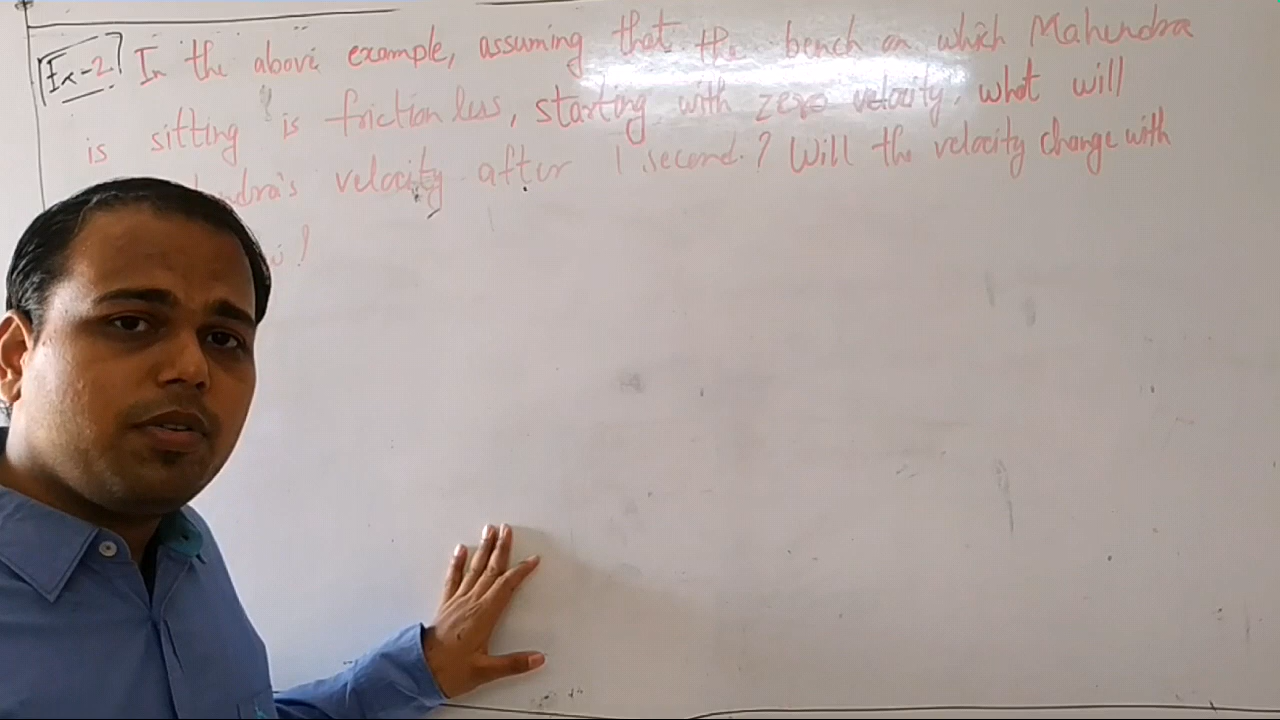 Ex-2. In the above example, assuming that the bench on which Mahendra
is sitting is frictionless, starting with zero velocity, what will
velocity after 1 second.? Will the velocity change with